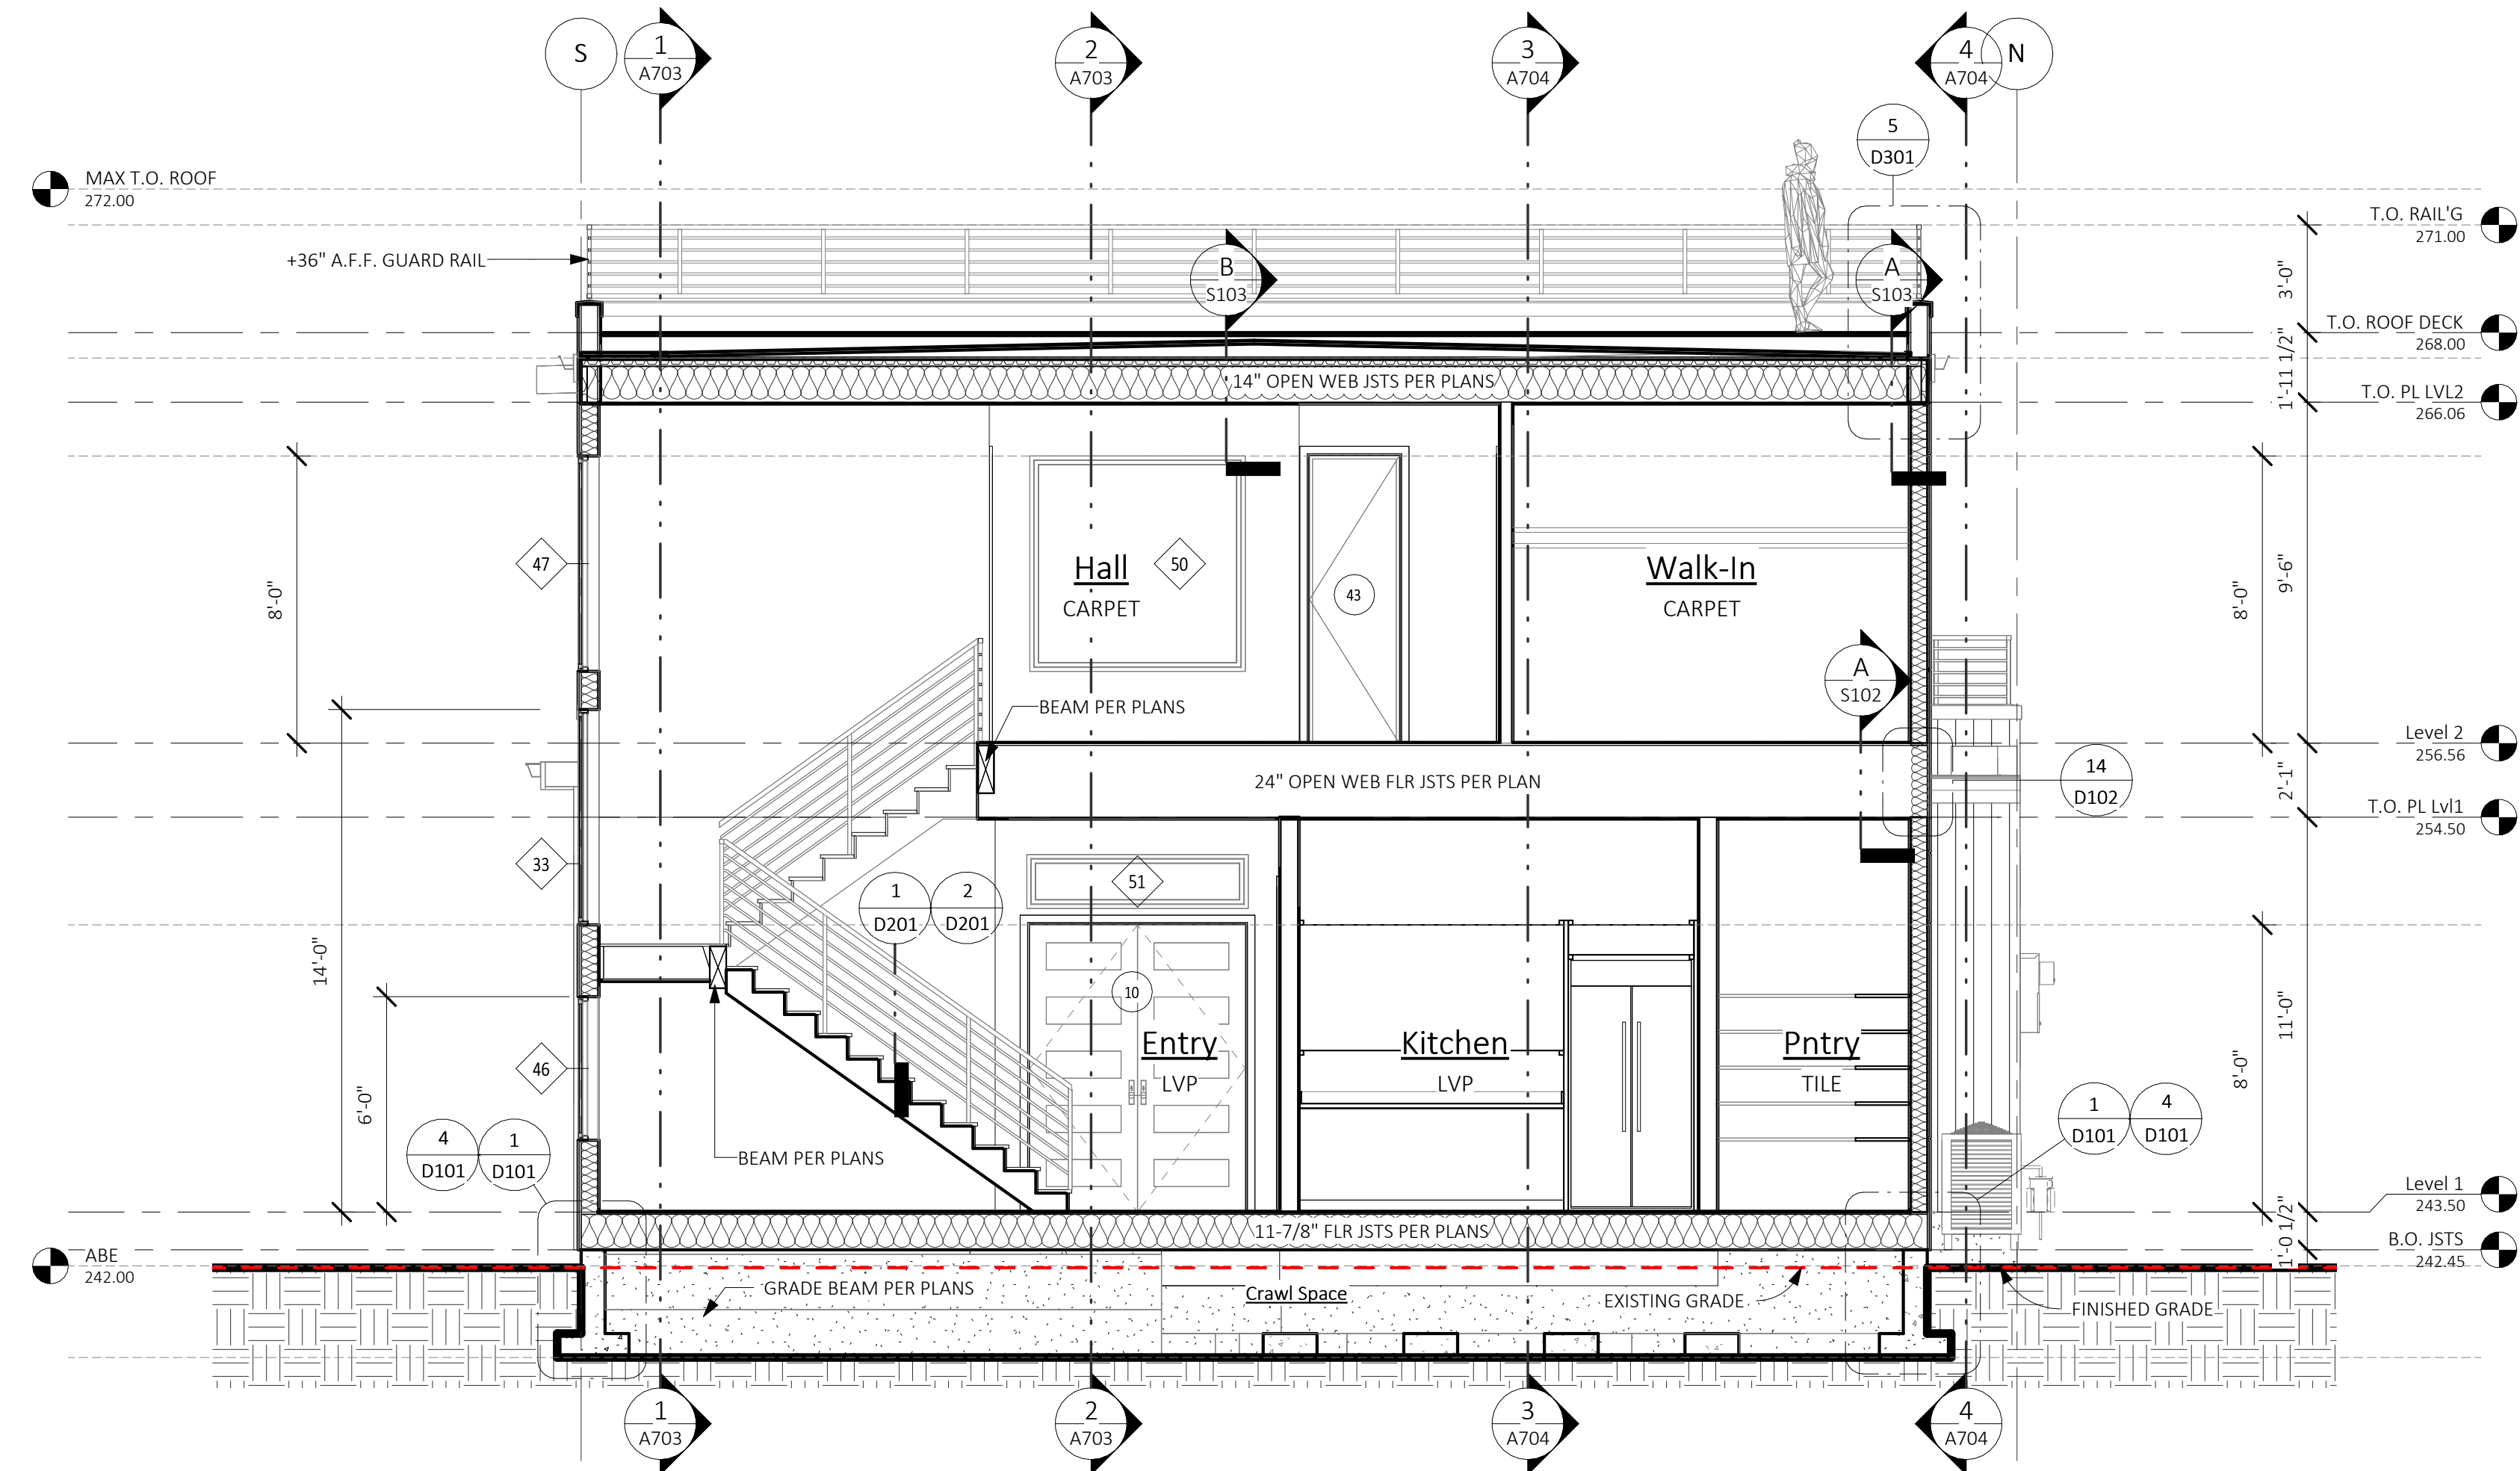 S
1
A703
2
A703
3
A704
4
A704
N
5
D301
MAX T.O. ROOF
272.00
T.O. RAIL'G
271.00
+36" A.F.F. GUARD RAIL
B
S103
A
S103
3'-0"
T.O. ROOF DECK
268.00
1'-11 1/2"
14" OPEN WEB JSTS PER PLANS
T.O. PL LVL2
266.06
47
Hall
CARPET
50
43
Walk-In
CARPET
8'-0"
8'-0"
9'-6"
A
S102
BEAM PER PLANS
Level 2
256.56
24" OPEN WEB FLR JSTS PER PLAN
14
D102
2'-1"
T.O. PL Lvl1
254.50
33
1
D201
2
D201
51
14'-0"
10
11'-0"
Entry
LVP
Kitchen
LVP
Pntry
TILE
46
6'-0"
8'-0"
4
D101
1
D101
BEAM PER PLANS
1
D101
4
D101
Level 1
243.50
11-7/8" FLR JSTS PER PLANS
1'-0 1/2"
B.O. JSTS
242.45
ABE
242.00
GRADE BEAM PER PLANS
Crawl Space
EXISTING GRADE
FINISHED GRADE
1
A703
2
A703
3
A704
4
A704